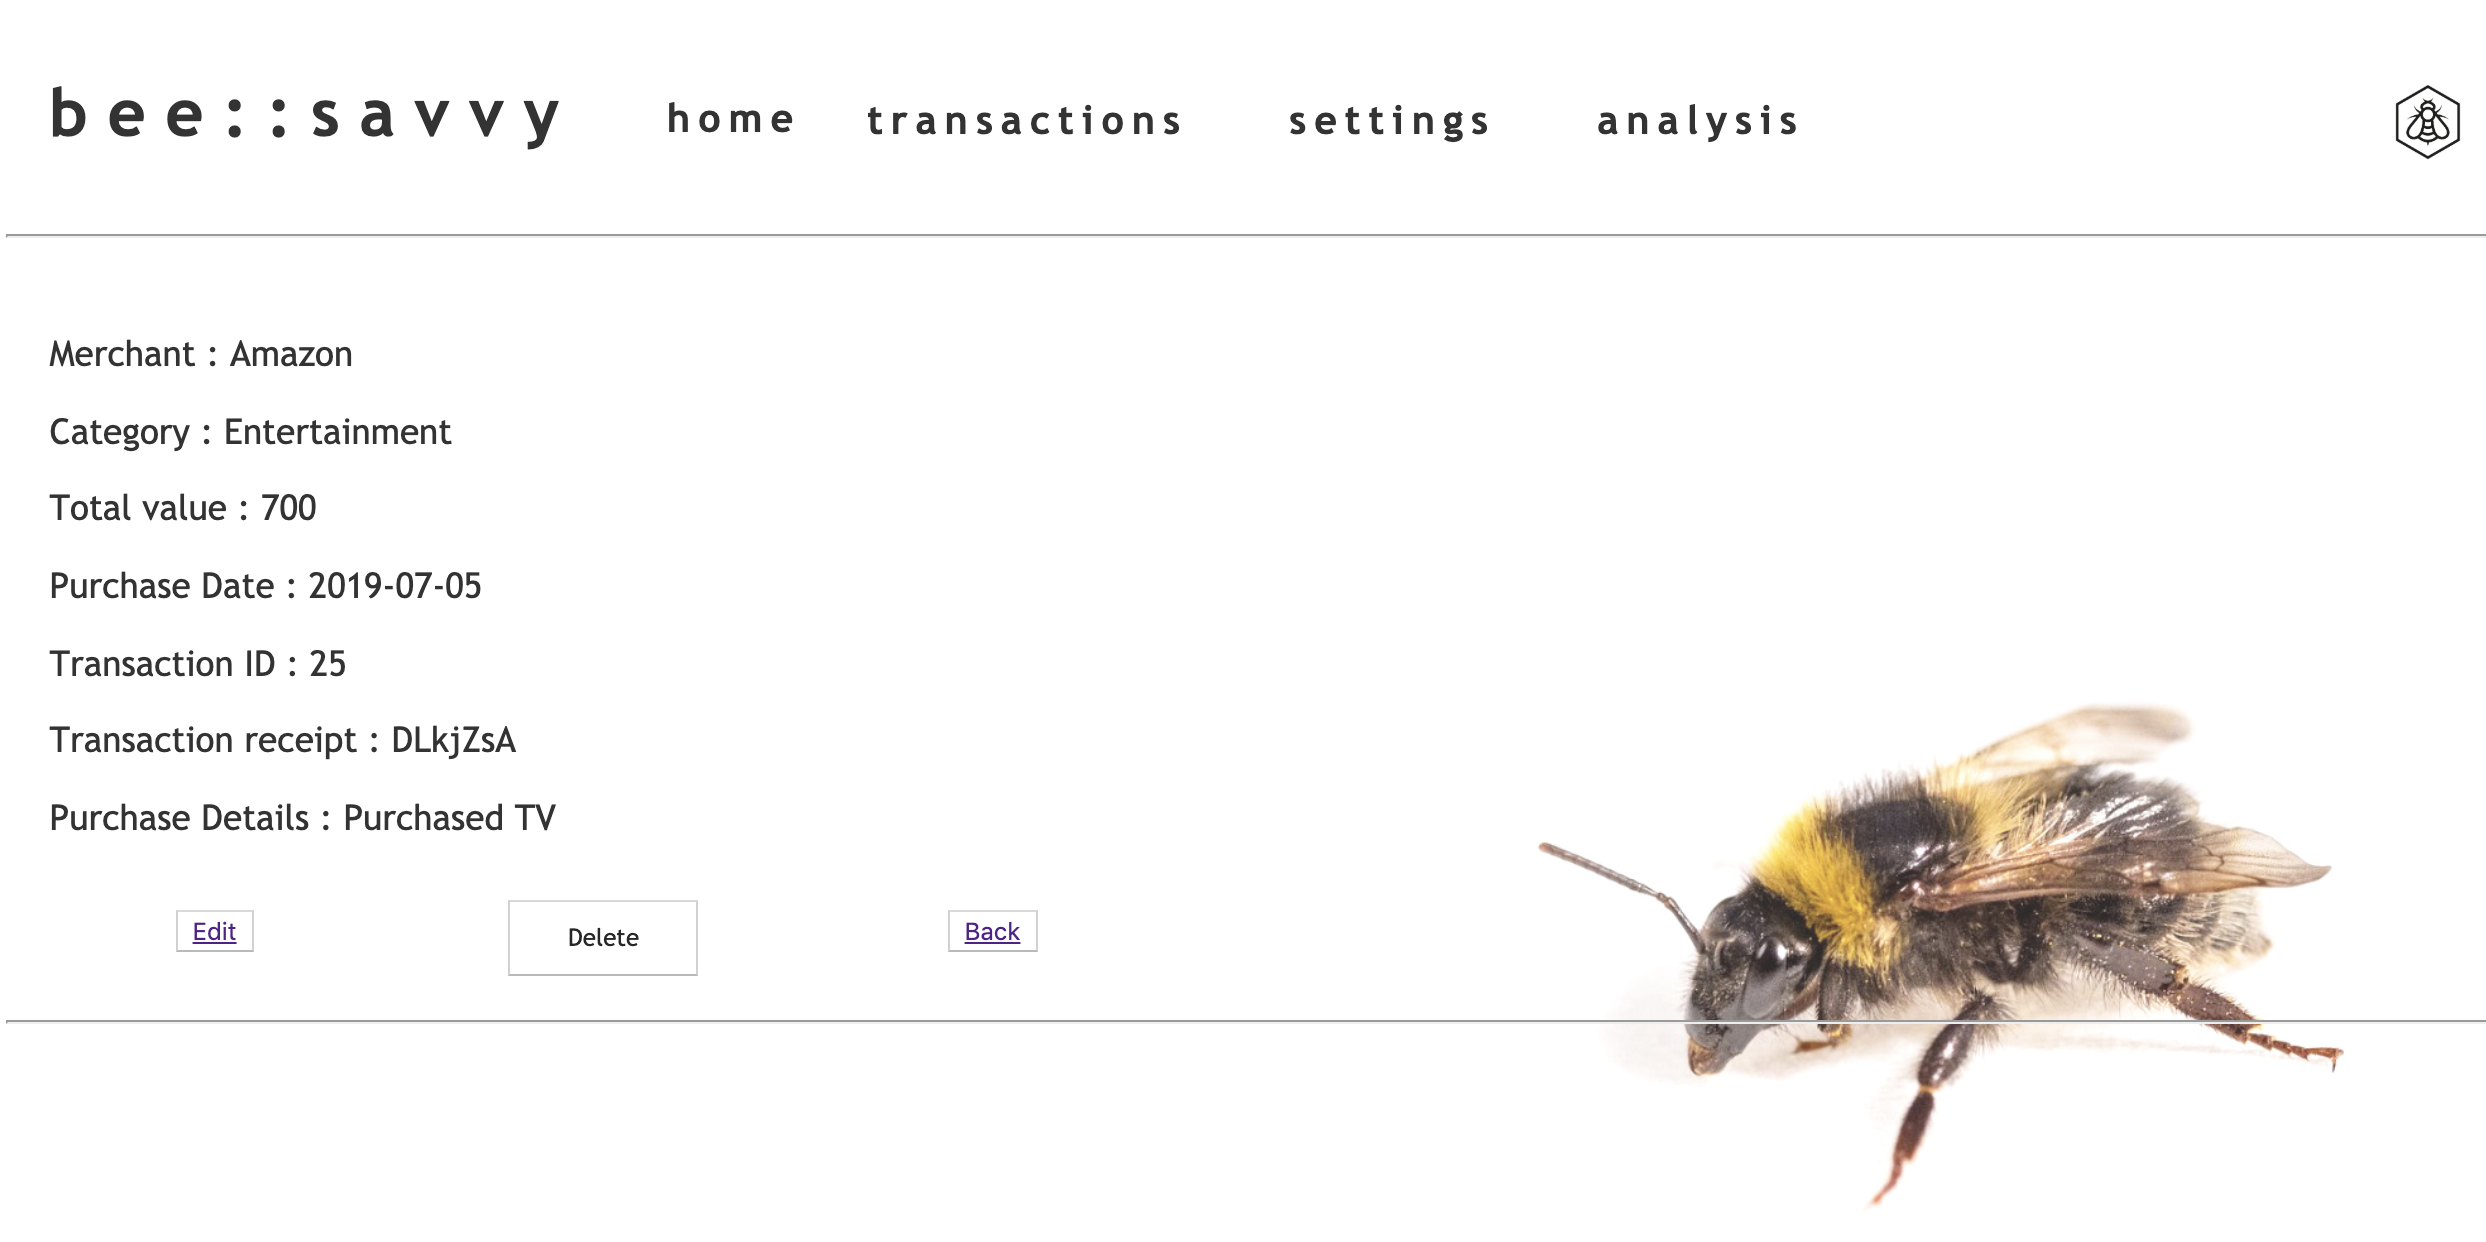 bee::savvy home transactions settings analysis
Merchant : Amazon
Category : Entertainment
Total value : 700
Purchase Date : 2019-07-05
Transaction ID : 25
Transaction receipt : DLkjZsA
Purchase Details : Purchased TV
Edit Delete Back